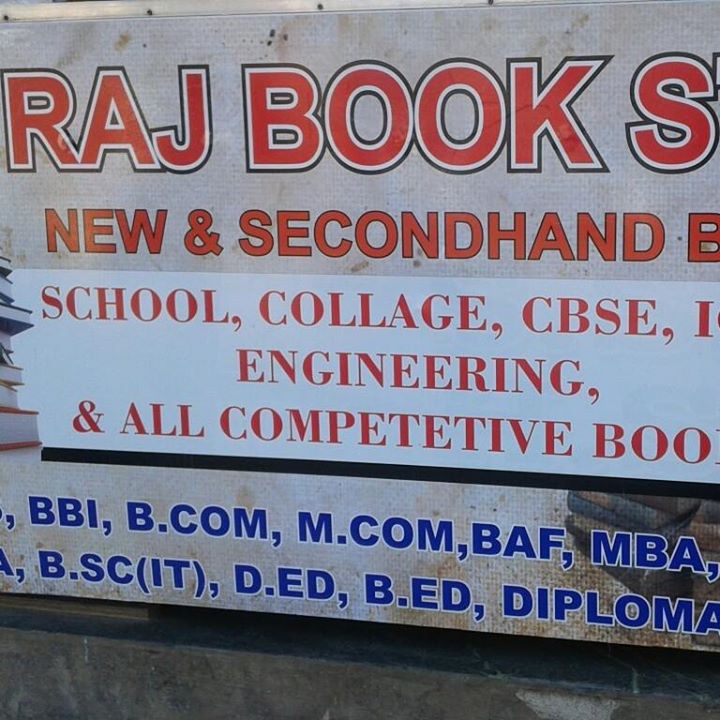 RAJ BOOK
NEW & SECONDHAND
SCHOOL, COLLAGE, CBSE,
ENGINEERING,
& ALL COMPETETIVE
BBI, B.COM, M.COM,BAF, MBA,
B.SC(IT), D.ED, B.ED, DIPLOMA